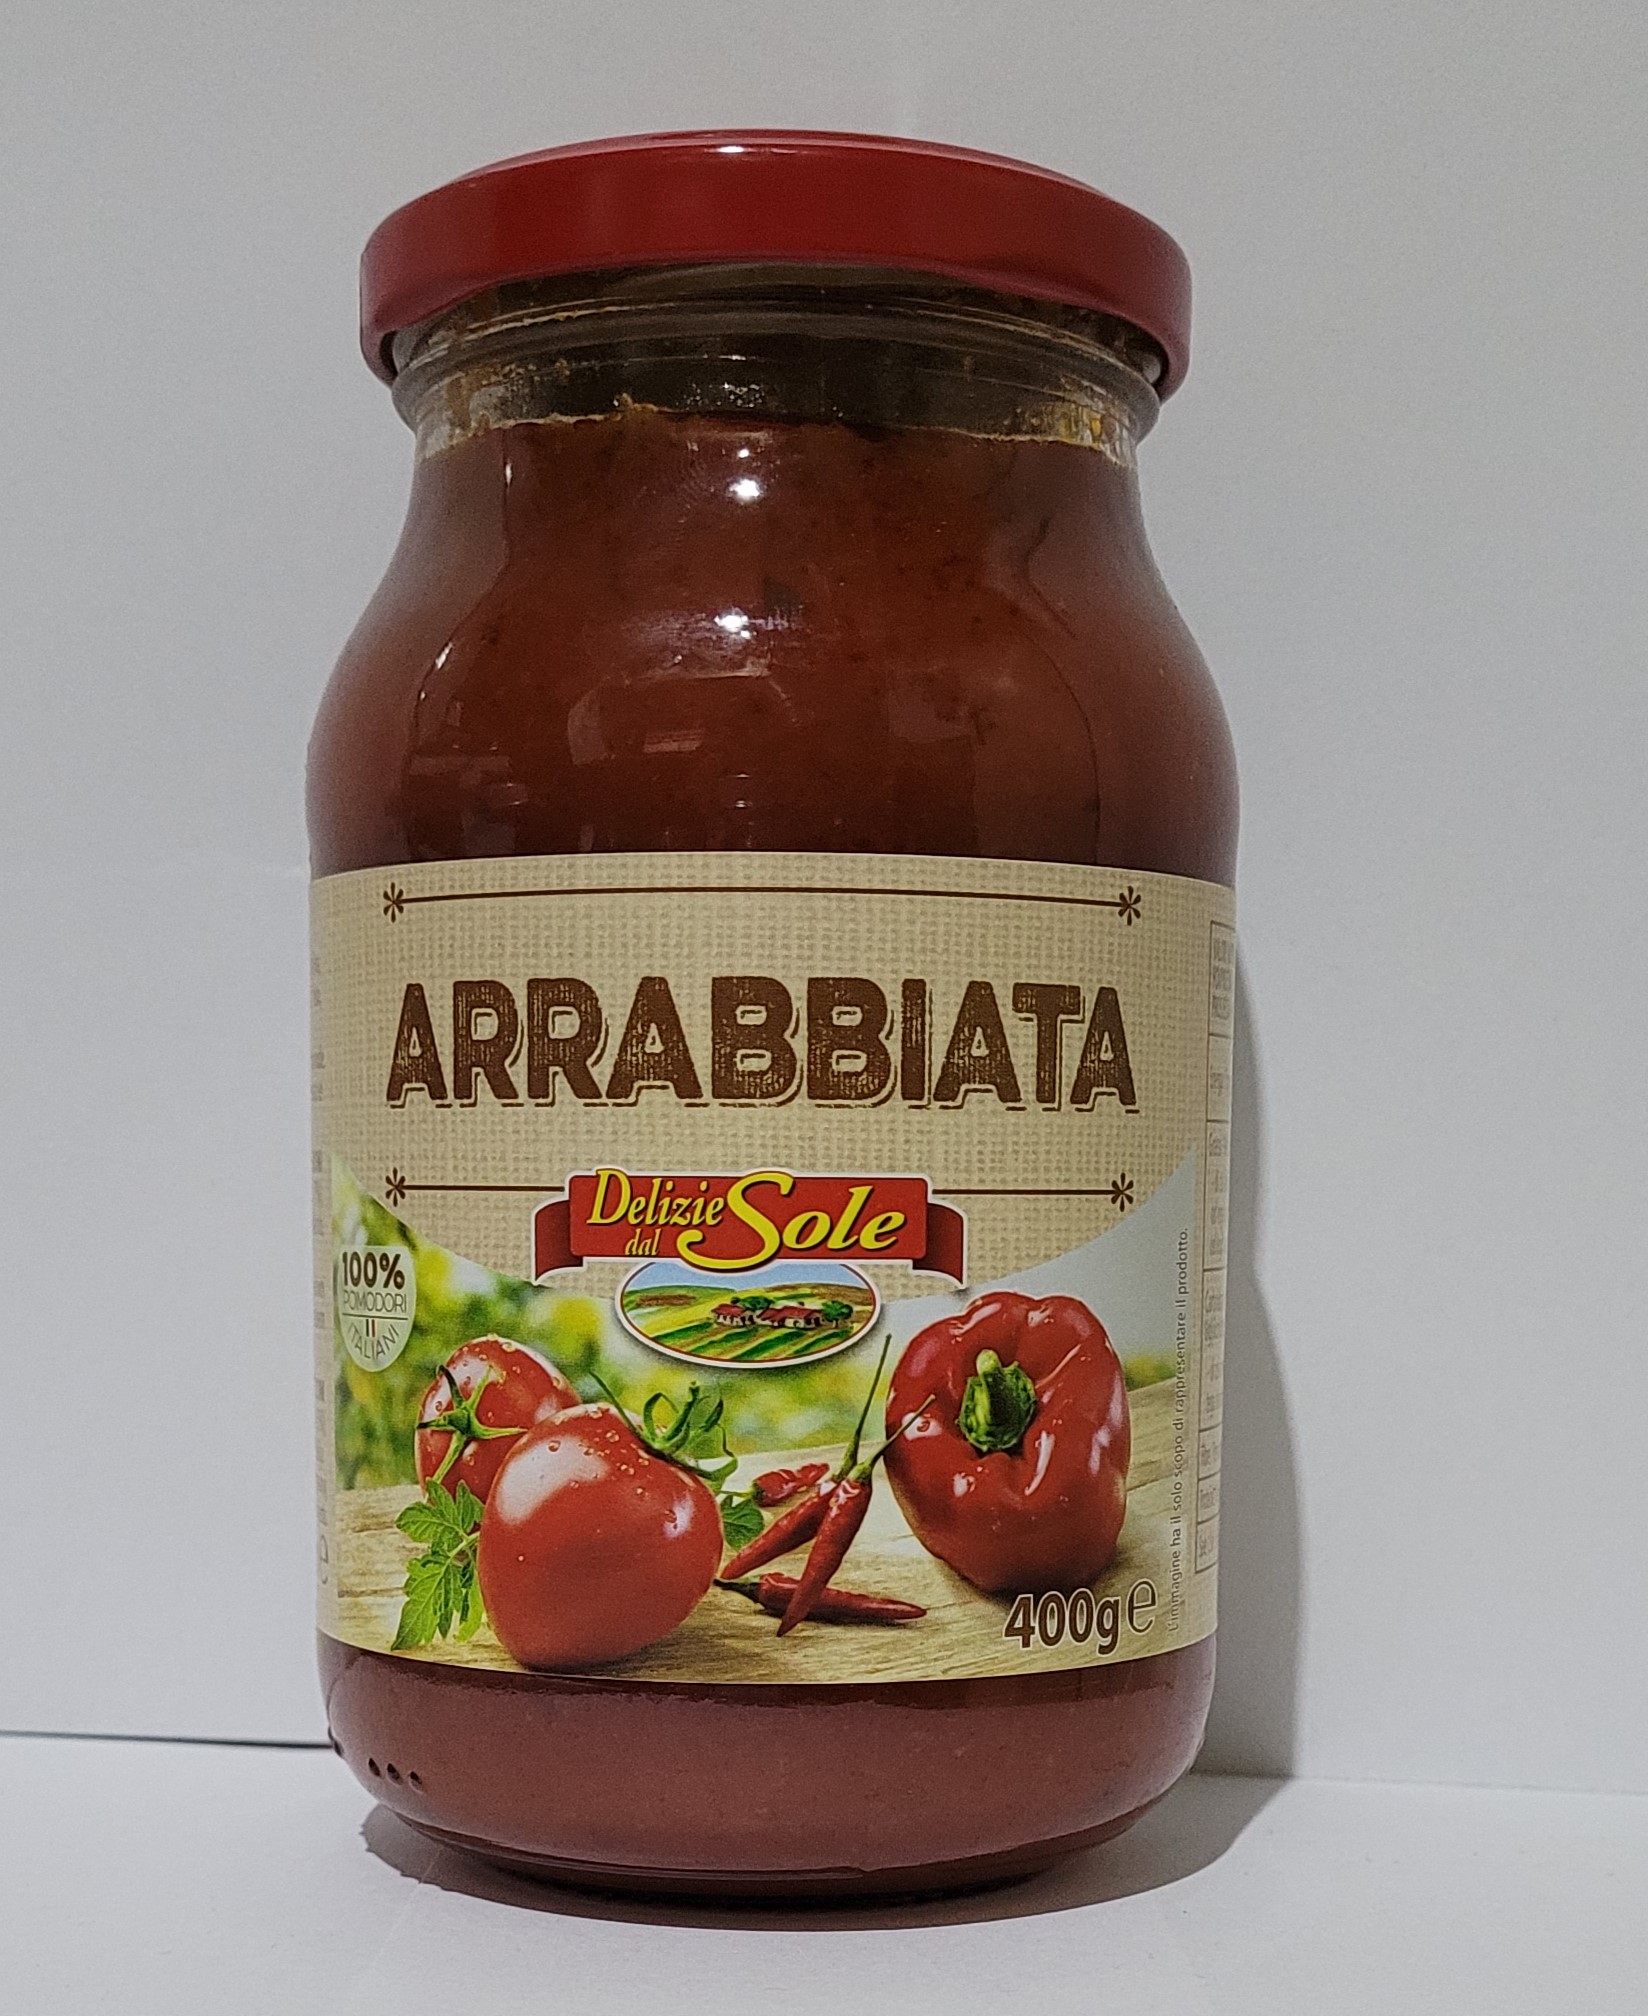 ARRABBIATA
Delizie
dal Sole
100%
POMODORI
ITALIANI
400g e
L'immagine ha il solo scopo di rappresentare il prodotto.